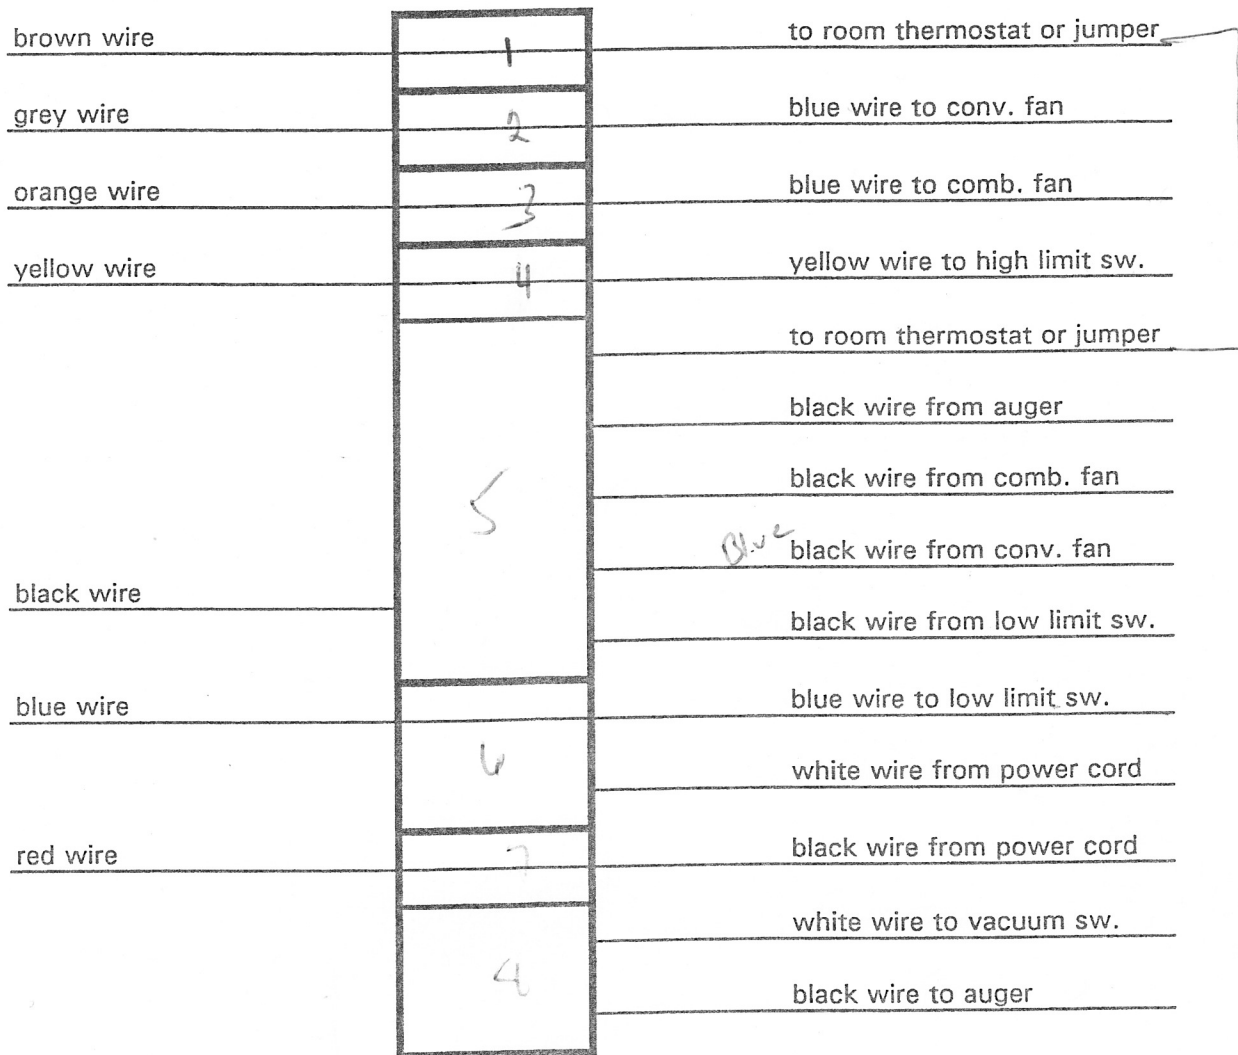 brown wire 1 to room thermostat or jumper
grey wire 2 blue wire to conv. fan
orange wire 3 blue wire to comb. fan
yellow wire 4 yellow wire to high limit sw.
to room thermostat or jumper
black wire from auger
5 black wire from comb. fan
Blue black wire from conv. fan
black wire
black wire from low limit sw.
blue wire blue wire to low limit sw.
6 white wire from power cord
red wire 7 black wire from power cord
white wire to vacuum sw.
black wire to auger